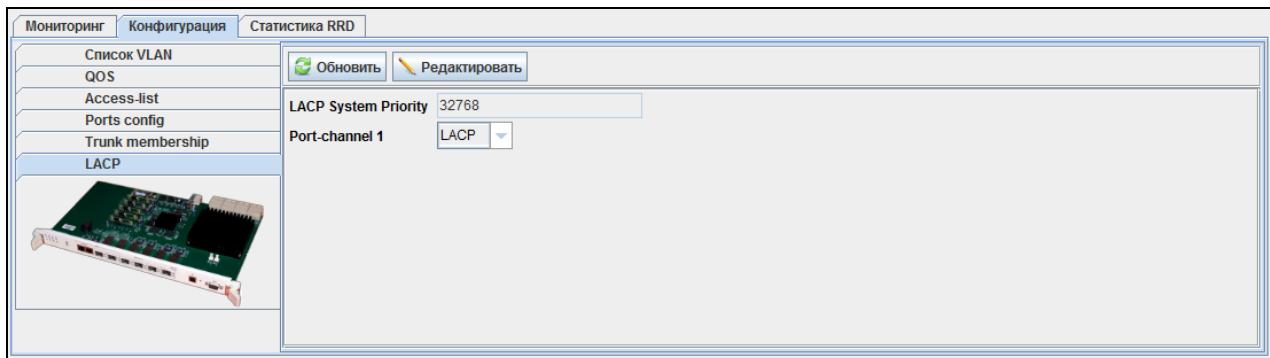 Мониторинг Конфигурация Статистика RRD
Список VLAN
QOS
Access-list
Ports config
Trunk membership
LACP
Обновить Редактировать
LACP System Priority 32768
Port-channel 1 LACP